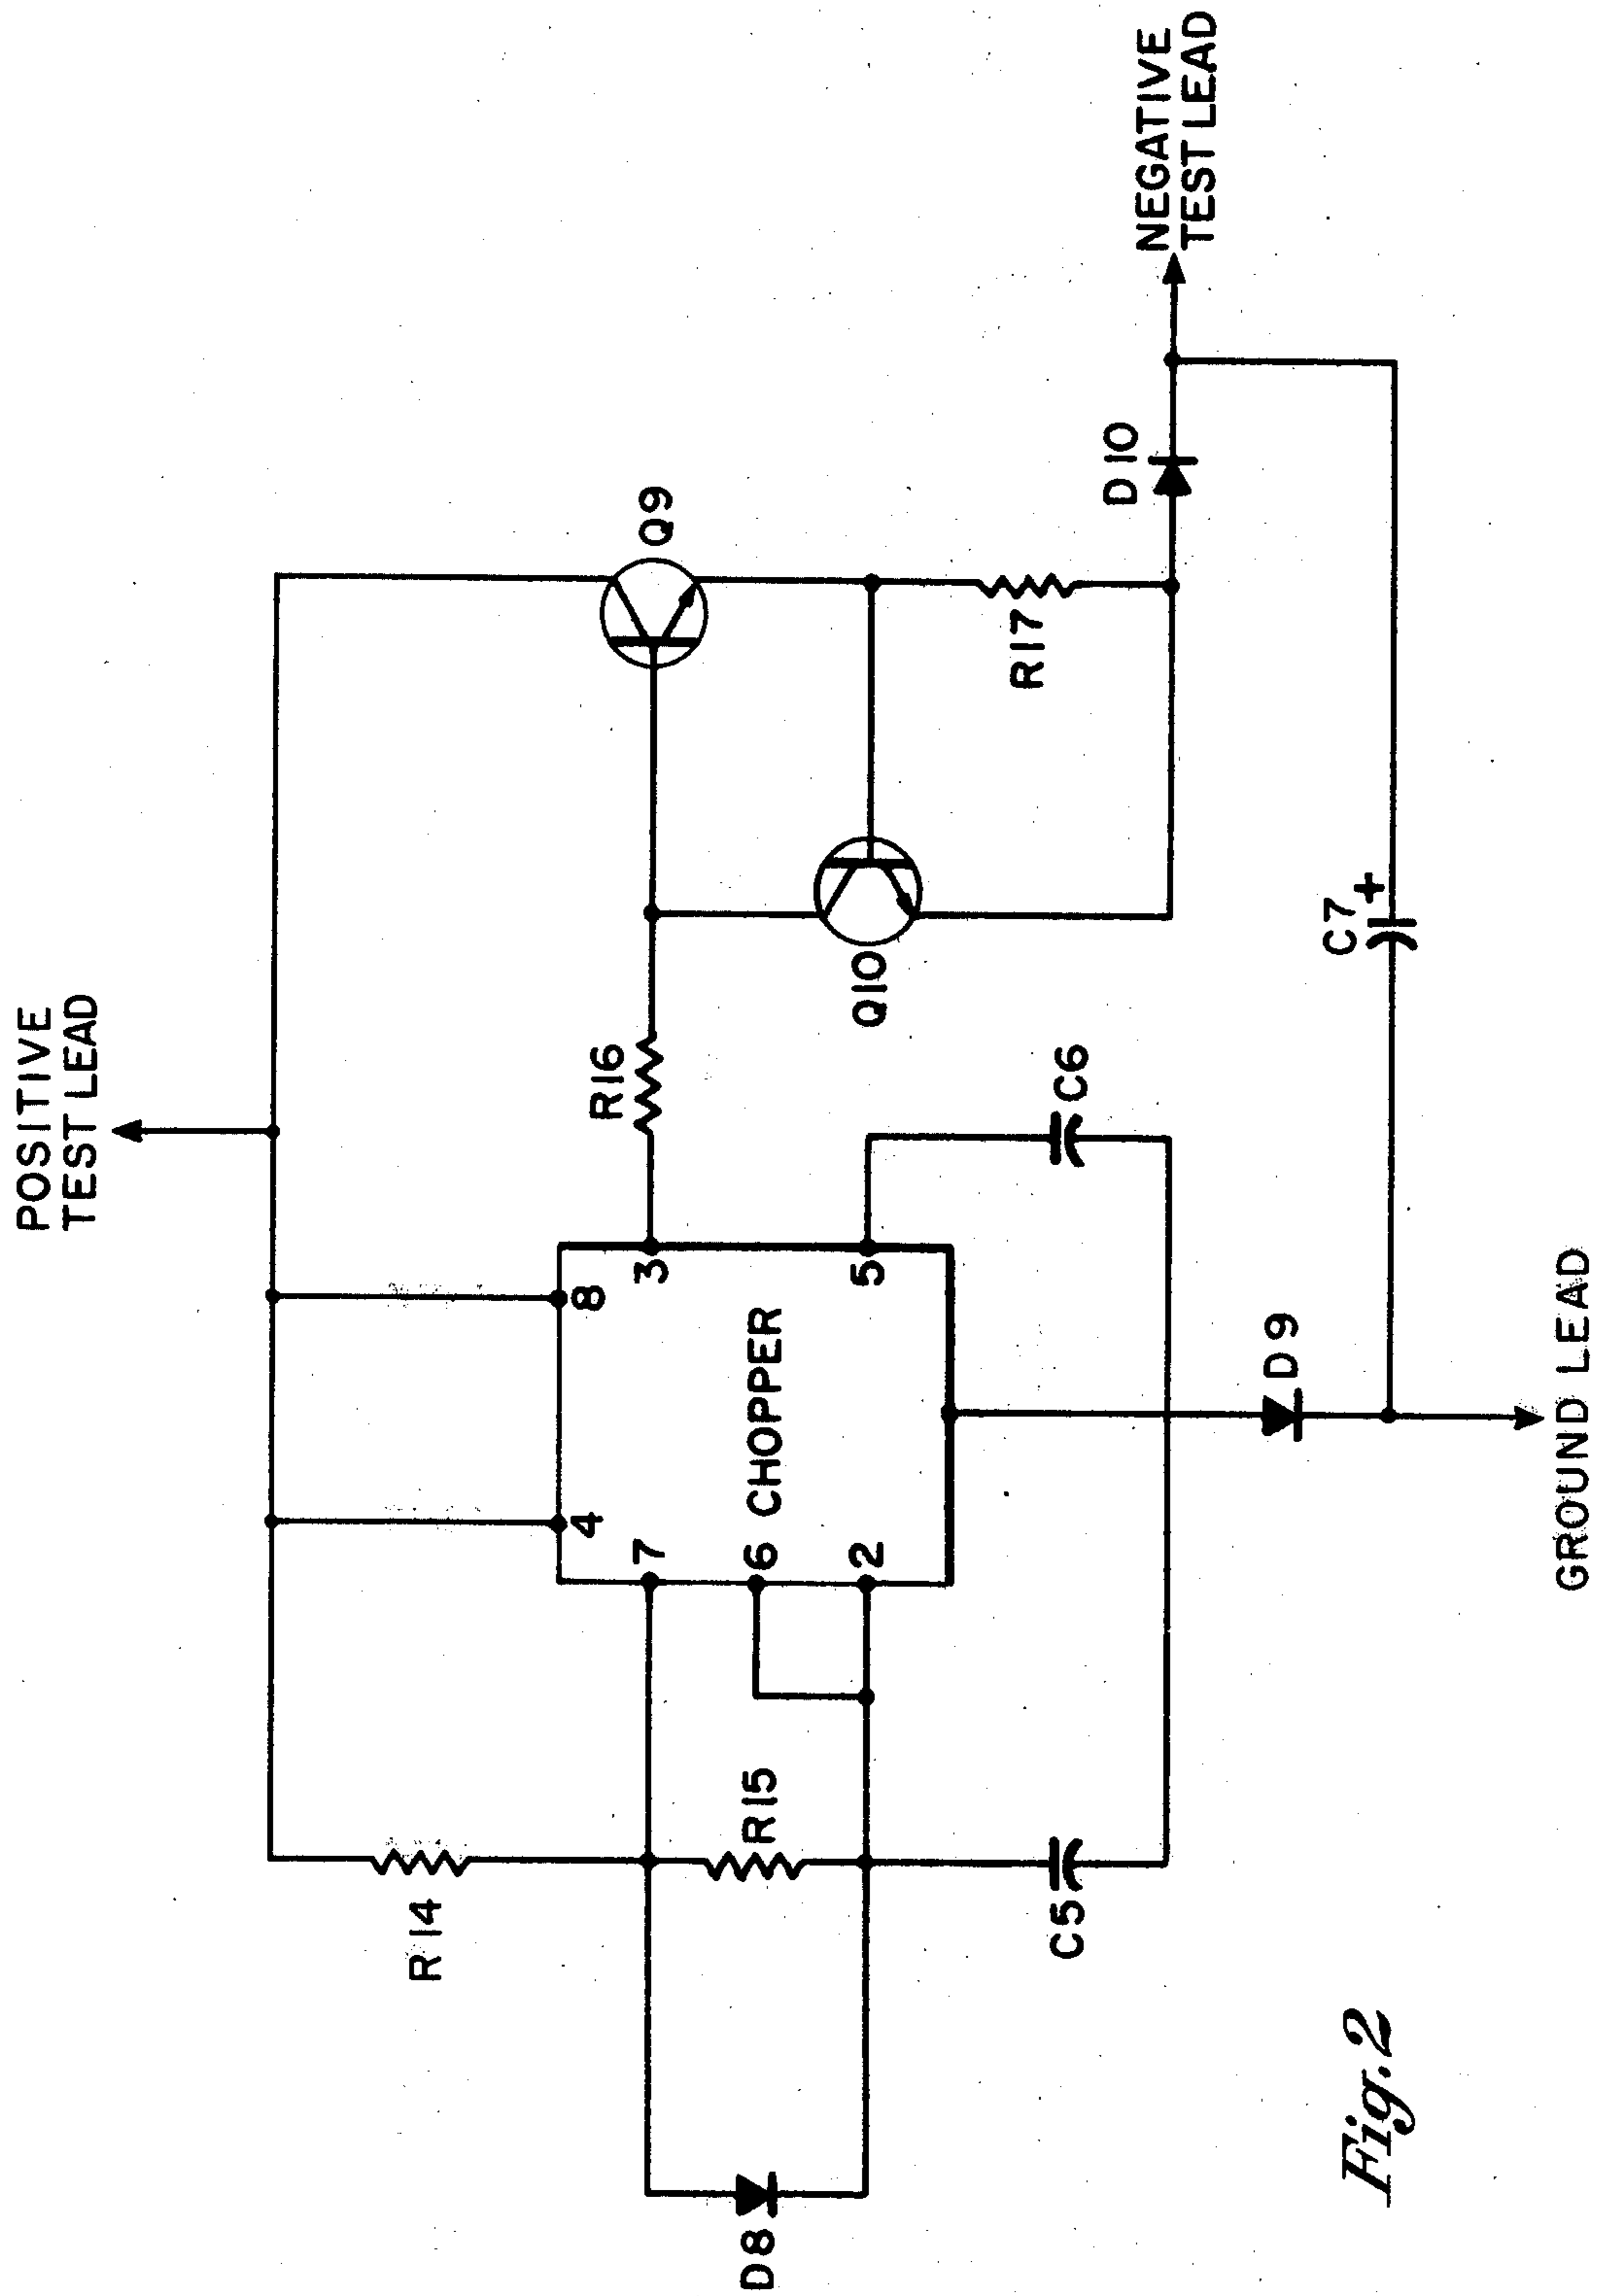 POSITIVE
TEST LEAD
R14
D8
R15
C5
4
8
7
6
2
CHOPPER
3
5
R16
C6
Q9
Q10
R17
D10
NEGATIVE
TEST LEAD
C7
+
D9
GROUND LEAD
Fig. 2